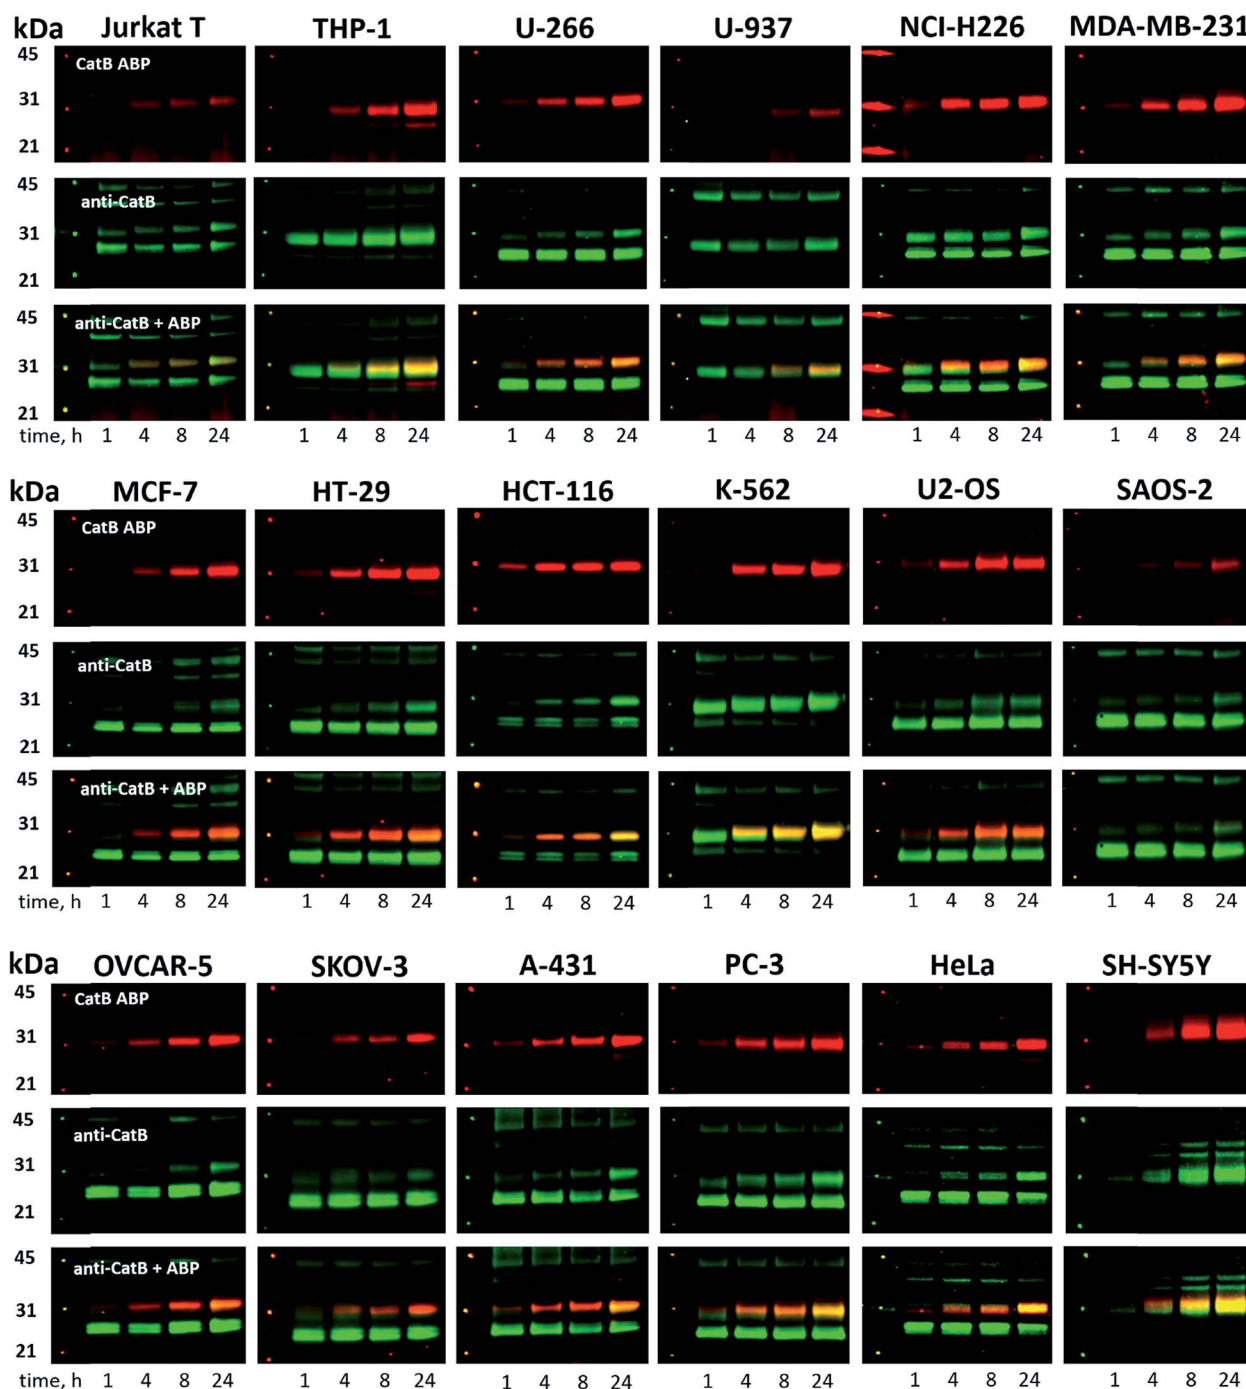 kDa Jurkat T THP-1 U-266 U-937 NCI-H226 MDA-MB-231
45 CatB ABP
31
21
45 anti-CatB
31
21
45 anti-CatB + ABP
31
21
time, h 1 4 8 24 1 4 8 24 1 4 8 24 1 4 8 24 1 4 8 24 1 4 8 24
kDa MCF-7 HT-29 HCT-116 K-562 U2-OS SAOS-2
45 CatB ABP
31
21
45 anti-CatB
31
21
45 anti-CatB + ABP
31
21
time, h 1 4 8 24 1 4 8 24 1 4 8 24 1 4 8 24 1 4 8 24 1 4 8 24
kDa OVCAR-5 SKOV-3 A-431 PC-3 HeLa SH-SY5Y
45 CatB ABP
31
21
45 anti-CatB
31
21
45 anti-CatB + ABP
31
21
time, h 1 4 8 24 1 4 8 24 1 4 8 24 1 4 8 24 1 4 8 24 1 4 8 24